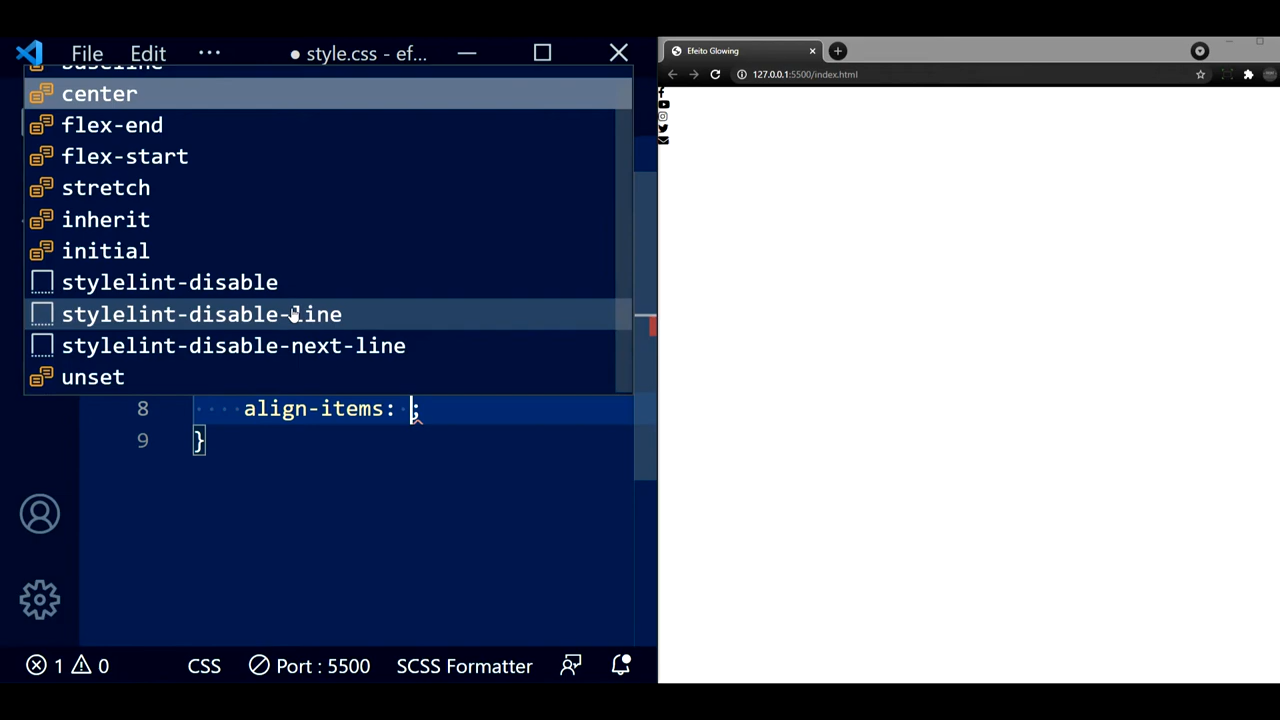 File Edit ··· ● style.css - ef... 
baseline
center
flex-end
flex-start
stretch
inherit
initial
stylelint-disable
stylelint-disable-line
stylelint-disable-next-line
unset
8 align-items: ;
9 }
1 0 CSS Port : 5500 SCSS Formatter
Efeito Glowing
127.0.0.1:5500/index.html